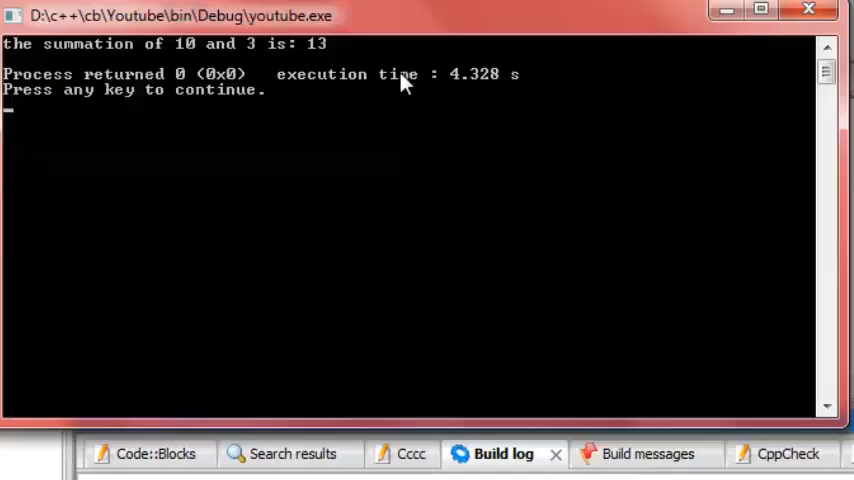 D:\c++\cb\Youtube\bin\Debug\youtube.exe
the summation of 10 and 3 is: 13
Process returned 0 (0x0)   execution time : 4.328 s
Press any key to continue.
Code::Blocks Search results Cccc Build log Build messages CppCheck